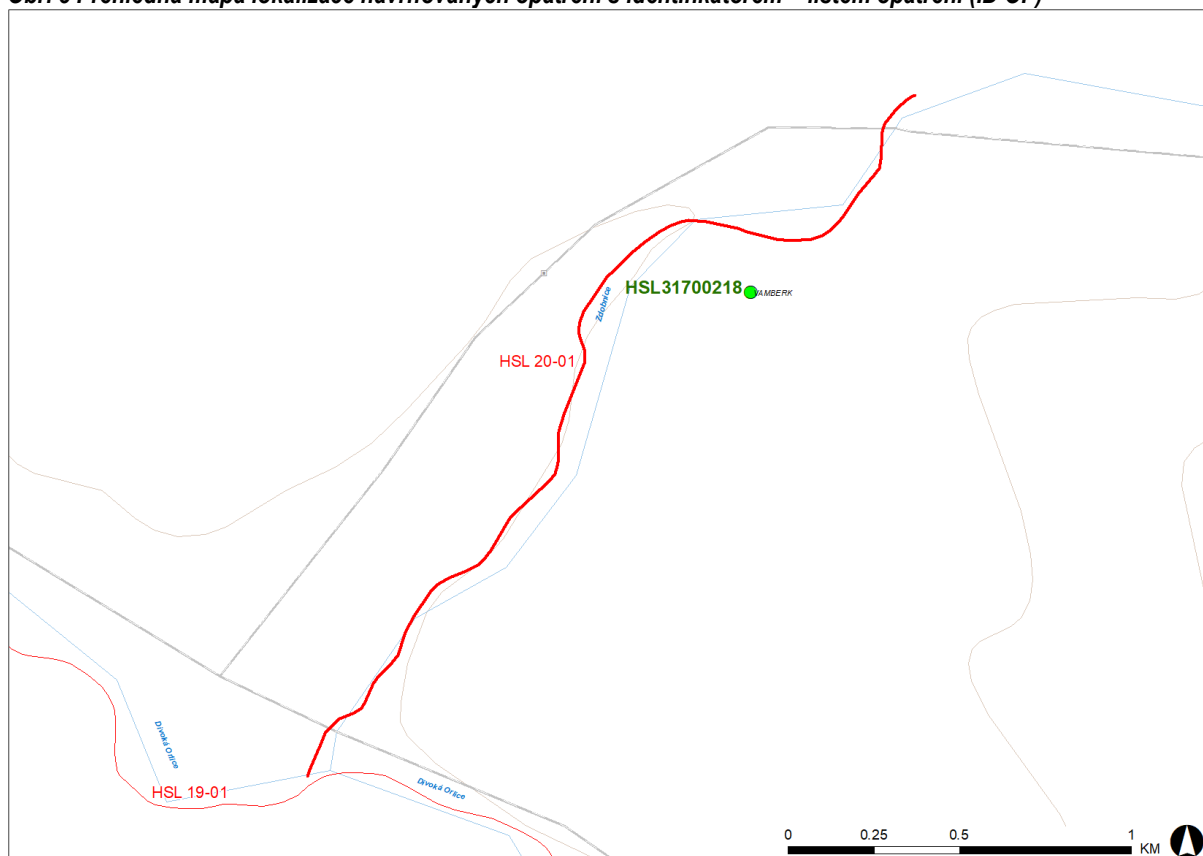 HSL31700218
VAMBERK
Zdobnice
HSL 20-01
Divoká Orlice
Divoká Orlice
HSL 19-01
0 0.25 0.5 1
KM